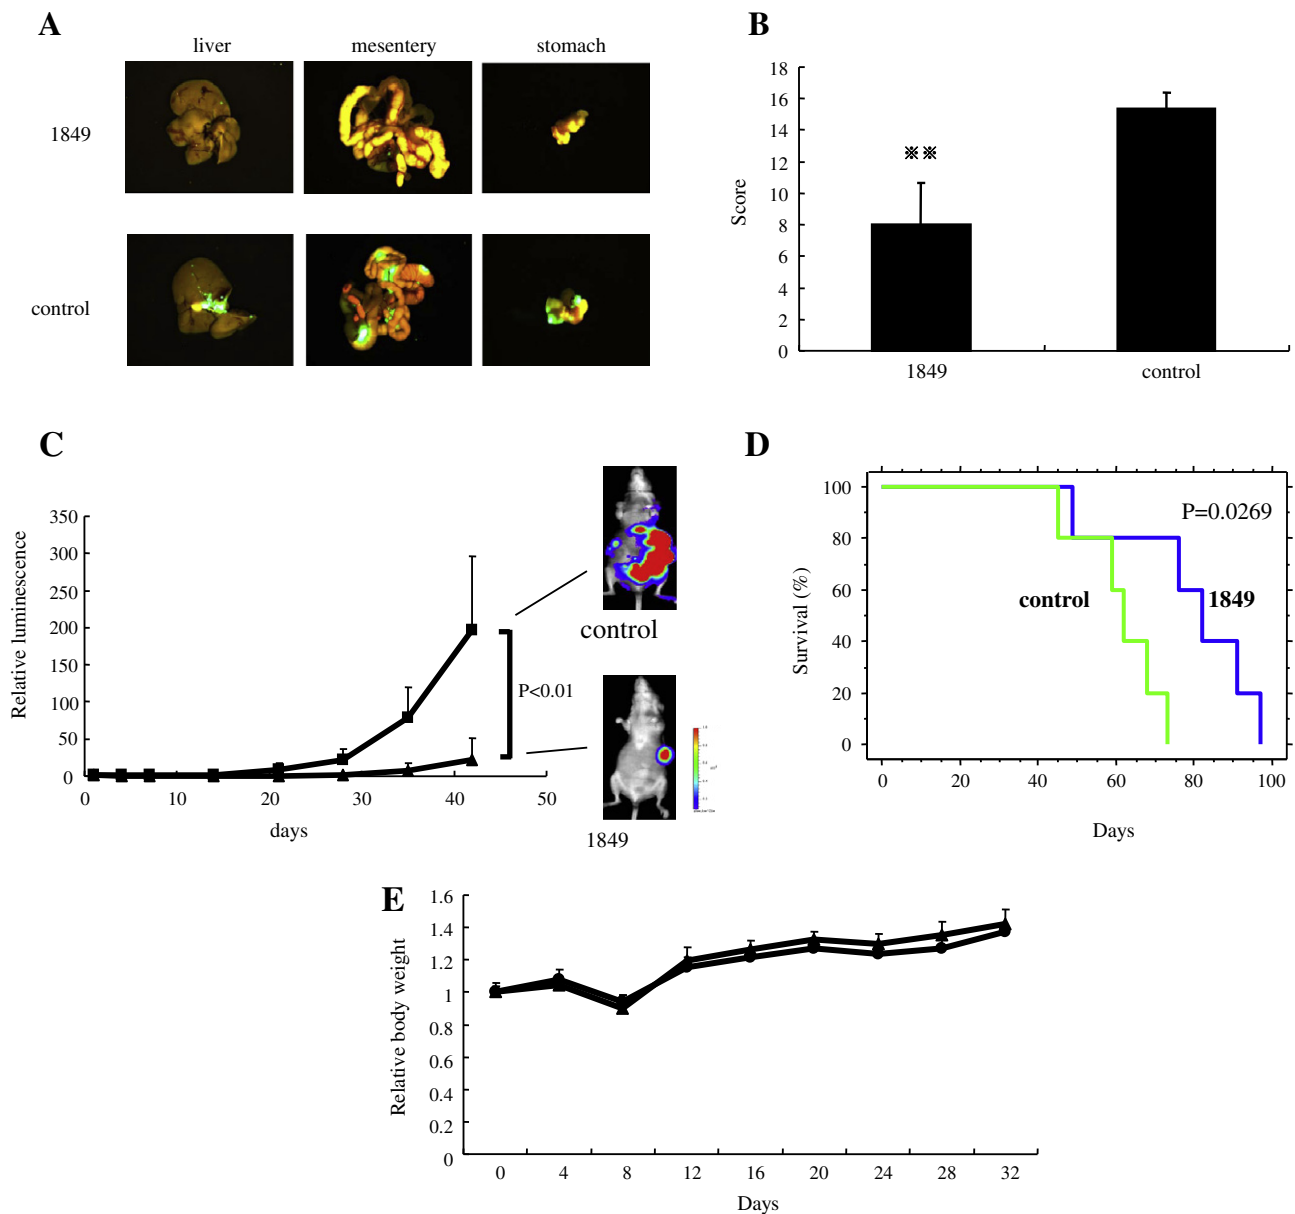 A
liver mesentery stomach
1849
control
B
18
16
14
12
10
8
6
4
2
0
Score
※※
1849 control
C
350
300
250
200
150
100
50
0
Relative luminescence
0 10 20 30 40 50
days
P<0.01
control
1849
D
100
80
60
40
20
0
Survival (%)
P=0.0269
control 1849
0 20 40 60 80 100
Days
E
1.6
1.4
1.2
1
0.8
0.6
0.4
0.2
0
Relative body weight
0 4 8 12 16 20 24 28 32
Days